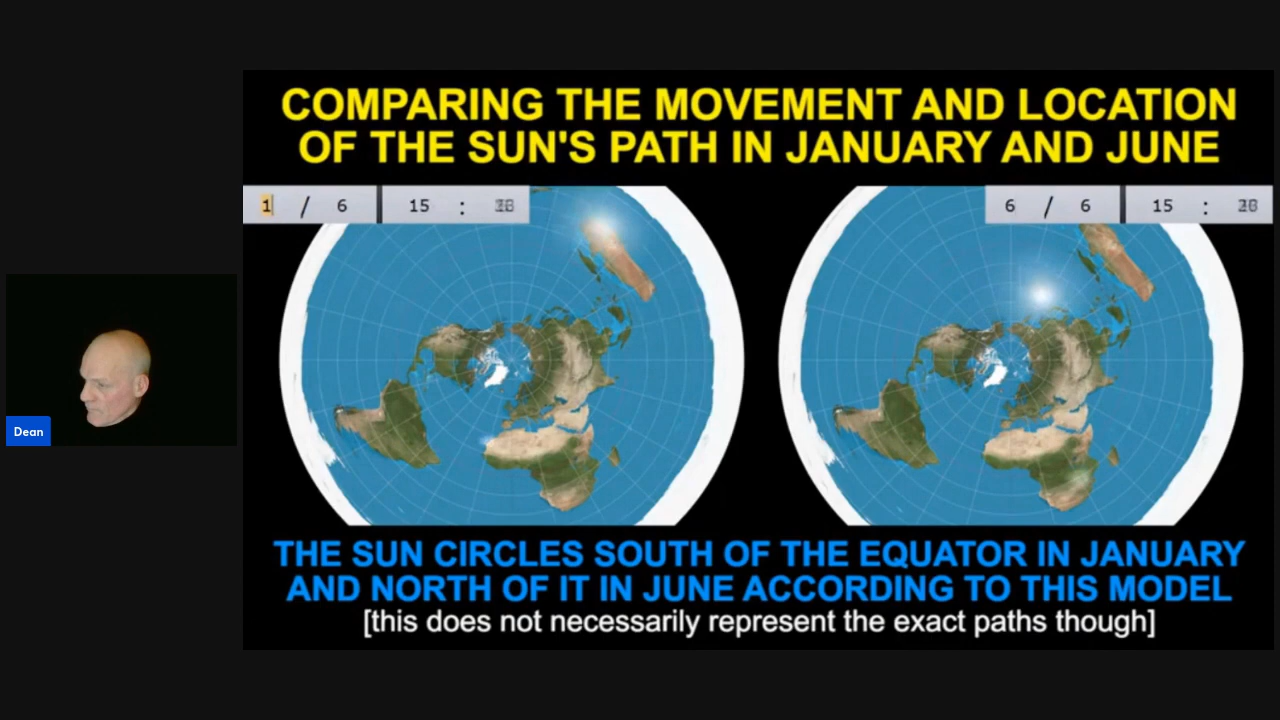 COMPARING THE MOVEMENT AND LOCATION
OF THE SUN'S PATH IN JANUARY AND JUNE
1 / 6 15 :
6 / 6 15 :
Dean
THE SUN CIRCLES SOUTH OF THE EQUATOR IN JANUARY
AND NORTH OF IT IN JUNE ACCORDING TO THIS MODEL
[this does not necessarily represent the exact paths though]